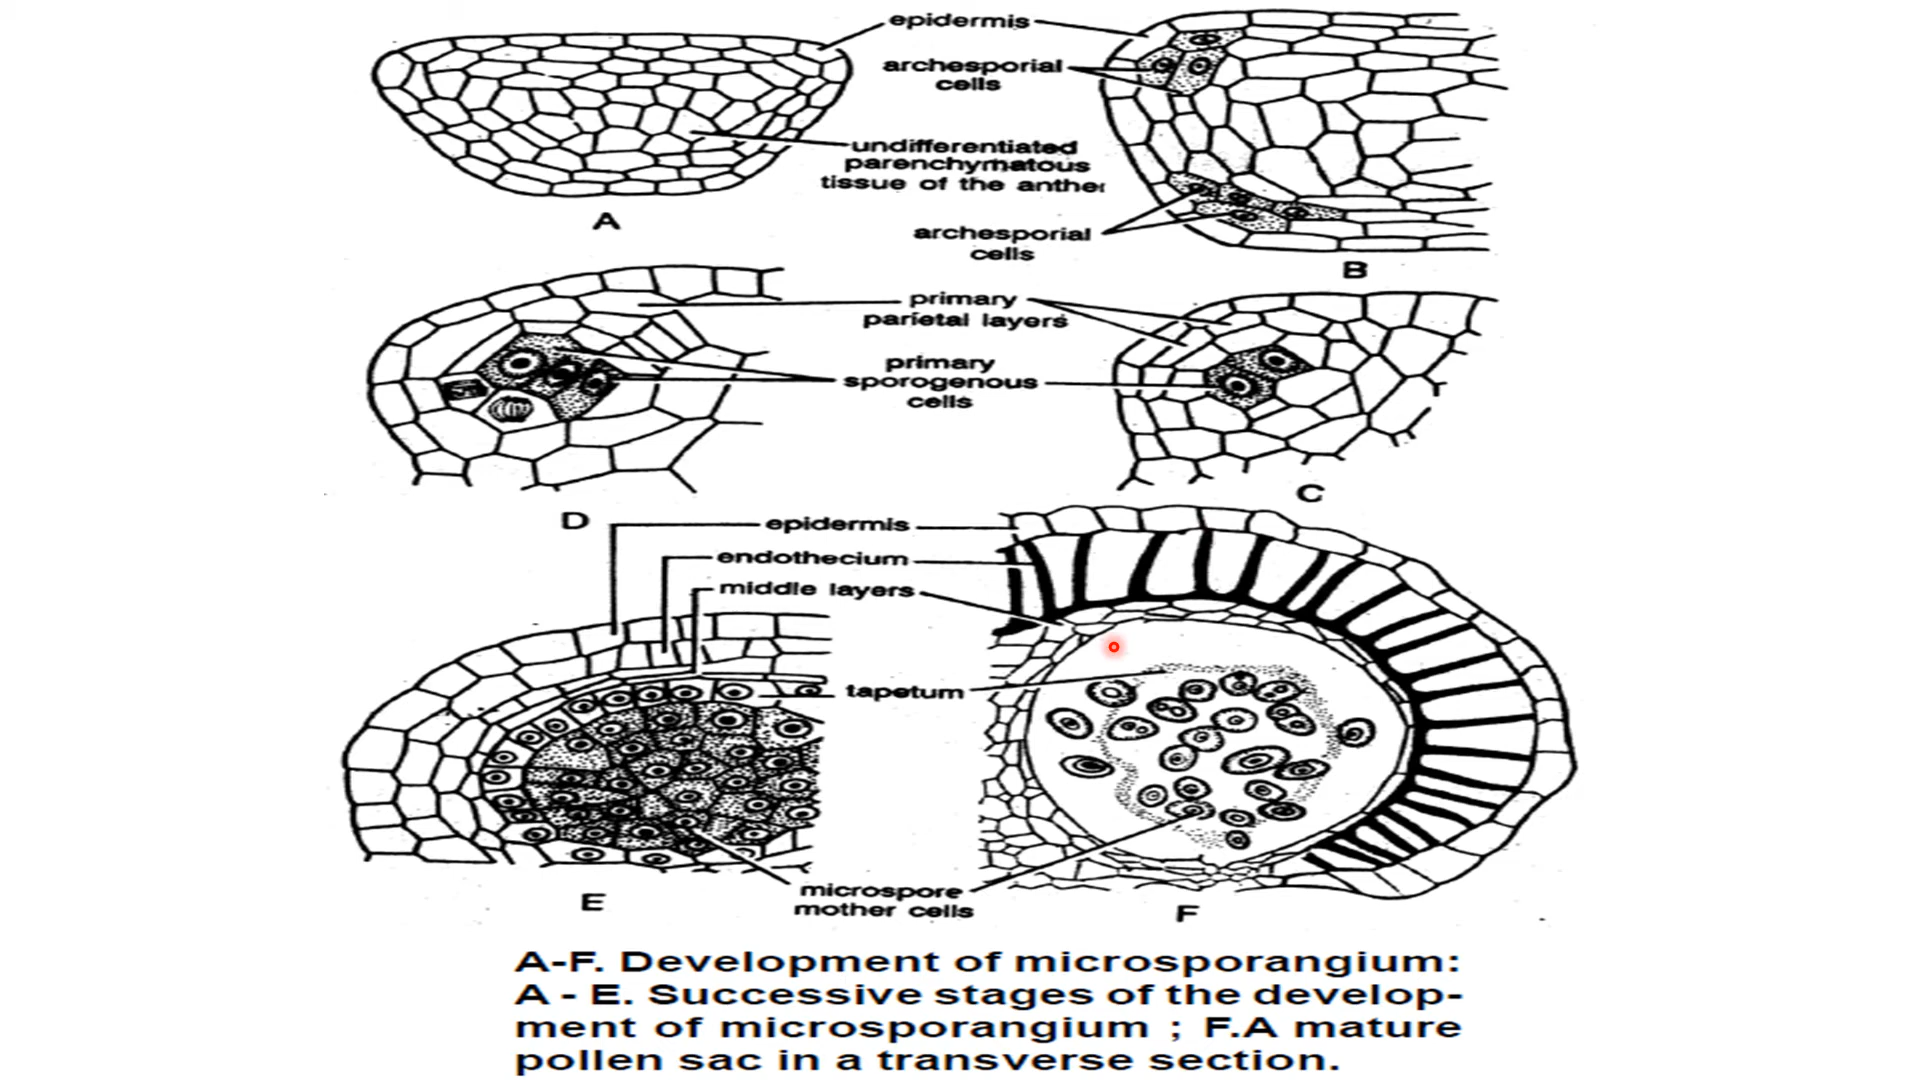 epidermis
archesporial
cells
undifferentiated
parenchymatous
tissue of the anther
A
archesporial
cells
B
primary
parietal layers
primary
sporogenous
cells
C
D
epidermis
endothecium
middle layers
tapetum
microspore
mother cells
E
F
A-F. Development of microsporangium:
A - E. Successive stages of the develop-
ment of microsporangium ; F.A mature
pollen sac in a transverse section.